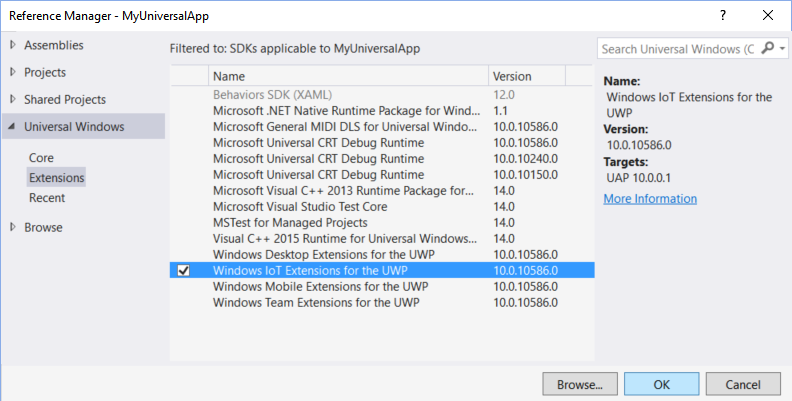 Reference Manager - MyUniversalApp
Assemblies
Projects
Shared Projects
Universal Windows
Core
Extensions
Recent
Browse
Filtered to: SDKs applicable to MyUniversalApp
Name Version
Behaviors SDK (XAML) 12.0
Microsoft .NET Native Runtime Package for Wind... 1.1
Microsoft General MIDI DLS for Universal Windo... 10.0.10586.0
Microsoft Universal CRT Debug Runtime 10.0.10586.0
Microsoft Universal CRT Debug Runtime 10.0.10240.0
Microsoft Universal CRT Debug Runtime 10.0.10150.0
Microsoft Visual C++ 2013 Runtime Package for... 14.0
Microsoft Visual Studio Test Core 14.0
MSTest for Managed Projects 14.0
Visual C++ 2015 Runtime for Universal Windows... 14.0
Windows Desktop Extensions for the UWP 10.0.10586.0
Windows IoT Extensions for the UWP 10.0.10586.0
Windows Mobile Extensions for the UWP 10.0.10586.0
Windows Team Extensions for the UWP 10.0.10586.0
Search Universal Windows (C
Name:
Windows IoT Extensions for the
UWP
Version:
10.0.10586.0
Targets:
UAP 10.0.0.1
More Information
Browse... OK Cancel